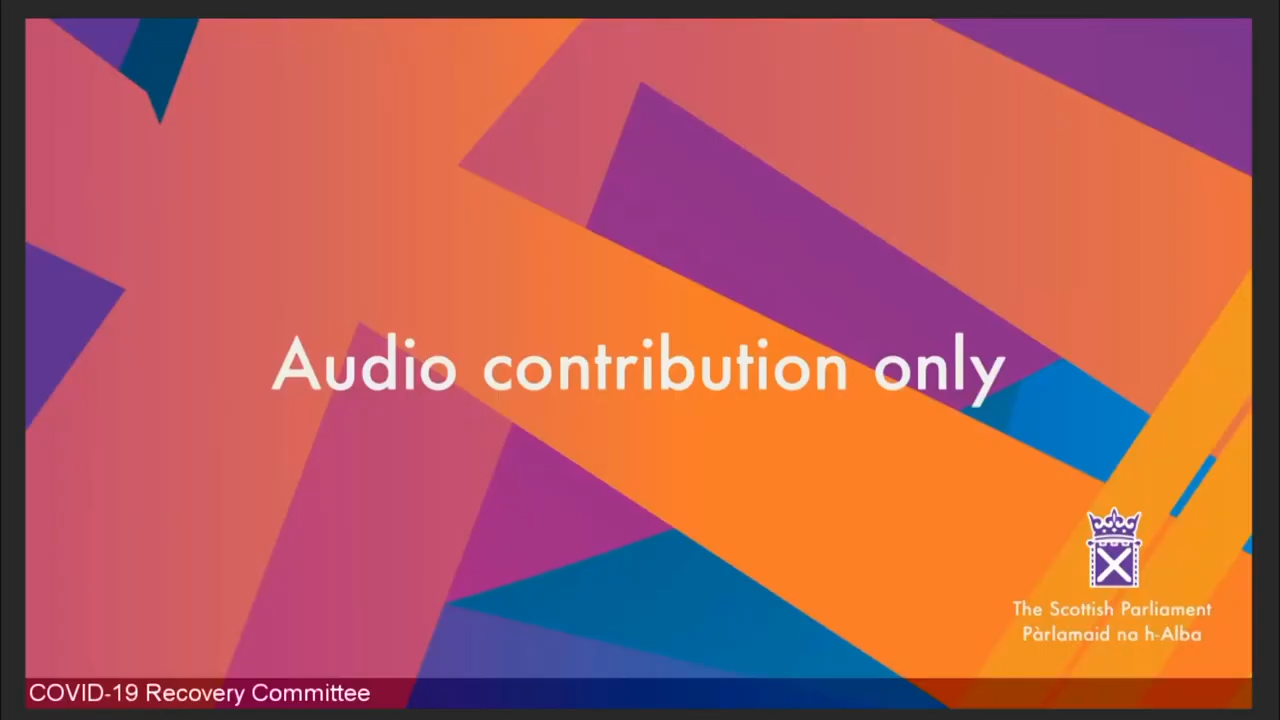 Audio contribution only
The Scottish Parliament
Pàrlamaid na h-Alba
COVID-19 Recovery Committee